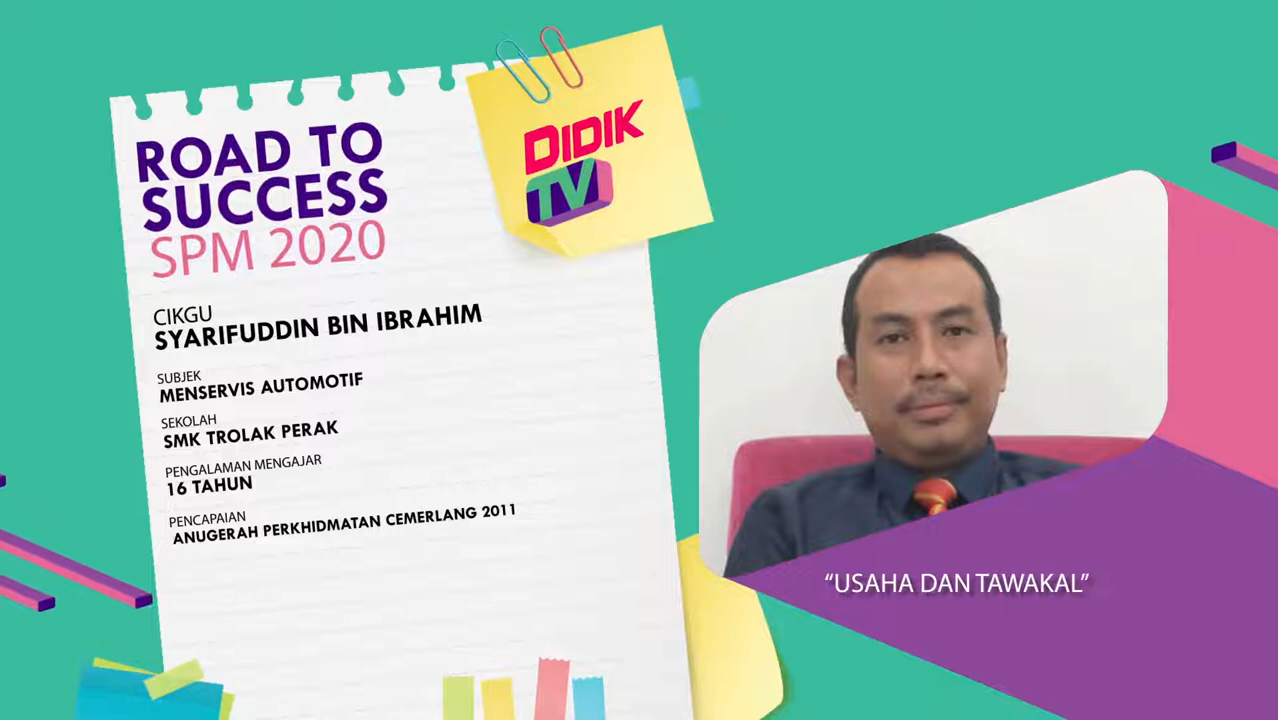 ROAD TO
SUCCESS
SPM 2020
DIDIK
TV
CIKGU
SYARIFUDDIN BIN IBRAHIM
SUBJEK
MENSERVIS AUTOMOTIF
SEKOLAH
SMK TROLAK PERAK
PENGALAMAN MENGAJAR
16 TAHUN
PENCAPAIAN
ANUGERAH PERKHIDMATAN CEMERLANG 2011
“USAHA DAN TAWAKAL”